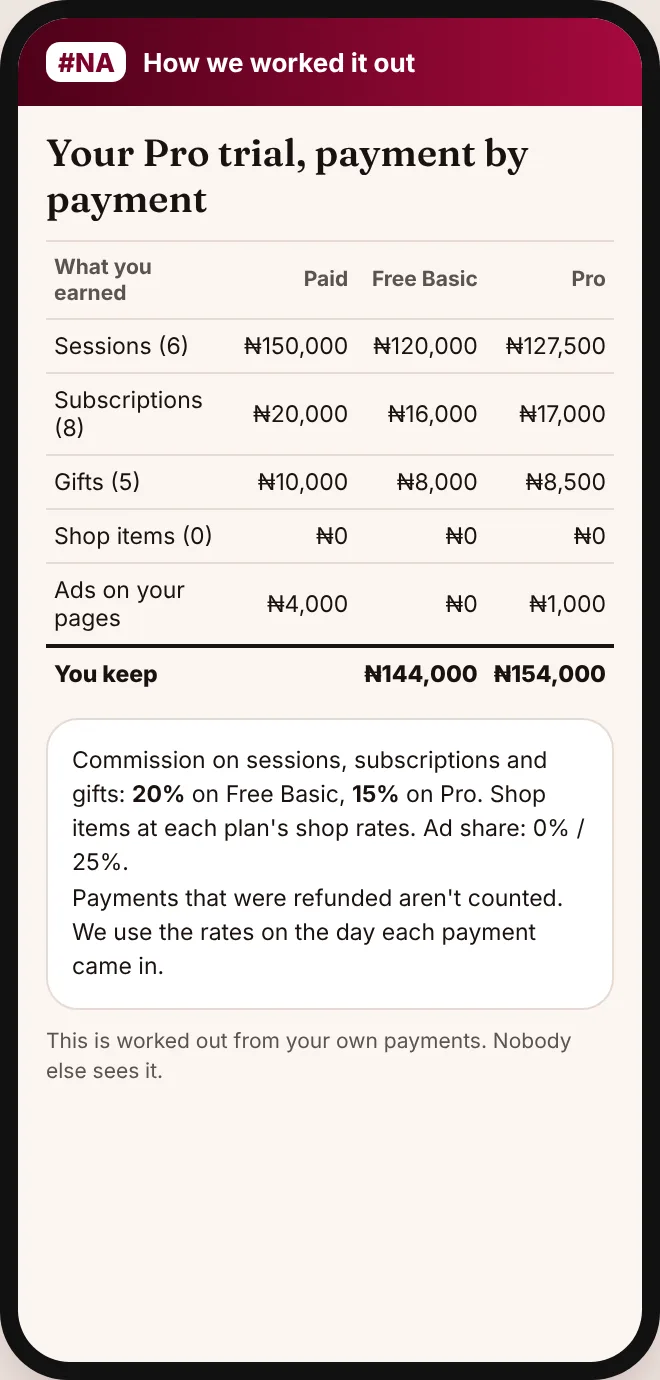 #NA How we worked it out
Your Pro trial, payment by
payment
What you
earned Paid Free Basic Pro
Sessions (6) ₦150,000 ₦120,000 ₦127,500
Subscriptions
(8) ₦20,000 ₦16,000 ₦17,000
Gifts (5) ₦10,000 ₦8,000 ₦8,500
Shop items (0) ₦0 ₦0 ₦0
Ads on your
pages ₦4,000 ₦0 ₦1,000
You keep ₦144,000 ₦154,000
Commission on sessions, subscriptions and
gifts: 20% on Free Basic, 15% on Pro. Shop
items at each plan's shop rates. Ad share: 0% /
25%.
Payments that were refunded aren't counted.
We use the rates on the day each payment
came in.
This is worked out from your own payments. Nobody
else sees it.